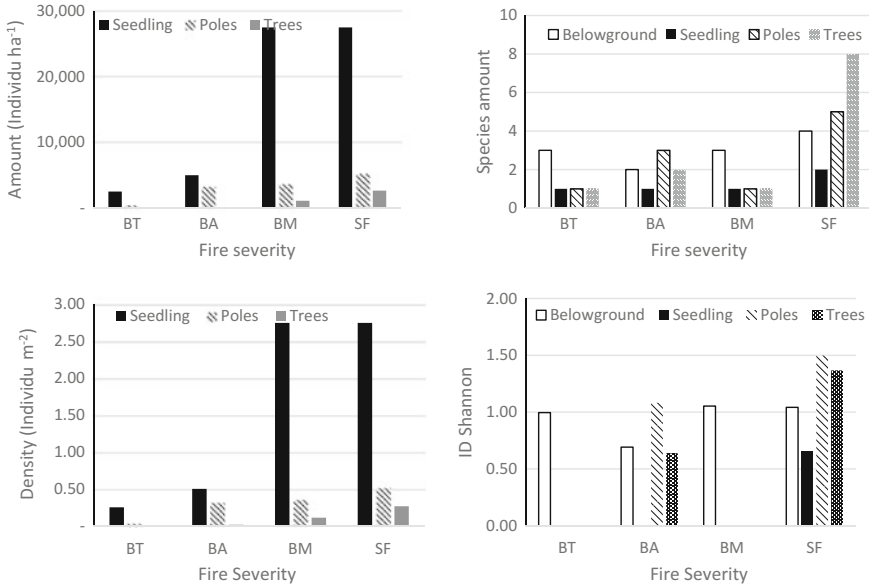 Seedling Poles Trees
30,000
20,000
10,000
-
Amount (Individu ha-1)
BT BA BM SF
Fire severity
Belowground Seedling Poles Trees
10
8
6
4
2
0
Species amount
BT BA BM SF
Fire severity
Seedling Poles Trees
3.00
2.50
2.00
1.50
1.00
0.50
-
Density (Individu m-2)
BT BA BM SF
Fire Severity
Belowground Seedling Poles Trees
2.00
1.50
1.00
0.50
0.00
ID Shannon
BT BA BM SF
Fire Severity